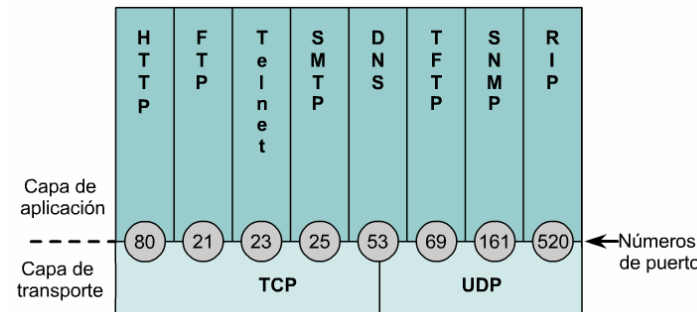 HTTP
FTP
Telnet
SMTP
DNS
TFTP
SNMP
RIP
Capa de
aplicación
80 21 23 25 53 69 161 520
Números
de puerto
Capa de
transporte
TCP
UDP